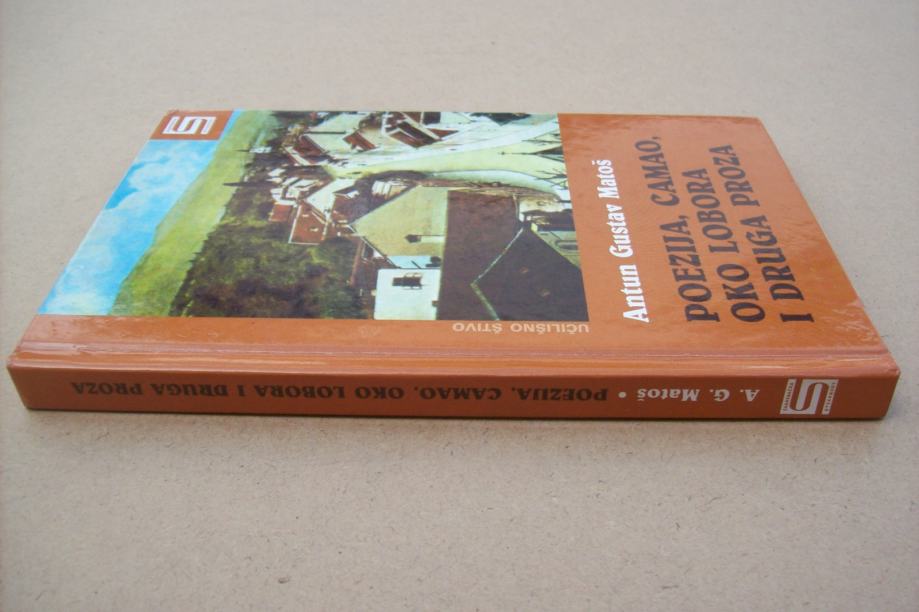 Antun Gustav Matoš
POEZIJA, CAMAO,
OKO LOBORA
I DRUGA PROZA
UČILIŠNO ŠTIVO
A. G. Matoš • POEZIJA, CAMAO, OKO LOBORA I DRUGA PROZA